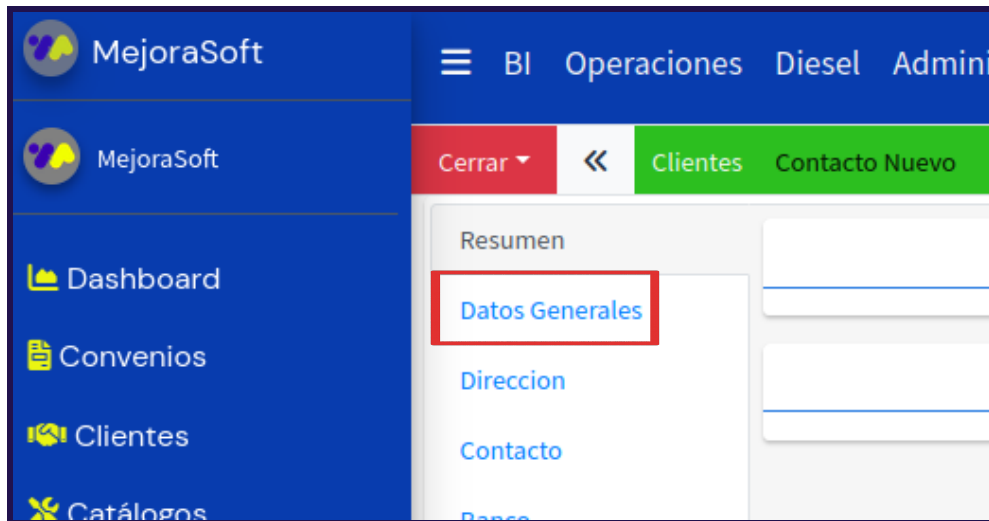 MejoraSoft
MejoraSoft
Dashboard
Convenios
Clientes
Catálogos
BI Operaciones Diesel Admini
Cerrar Clientes Contacto Nuevo
Resumen
Datos Generales
Direccion
Contacto
Banco